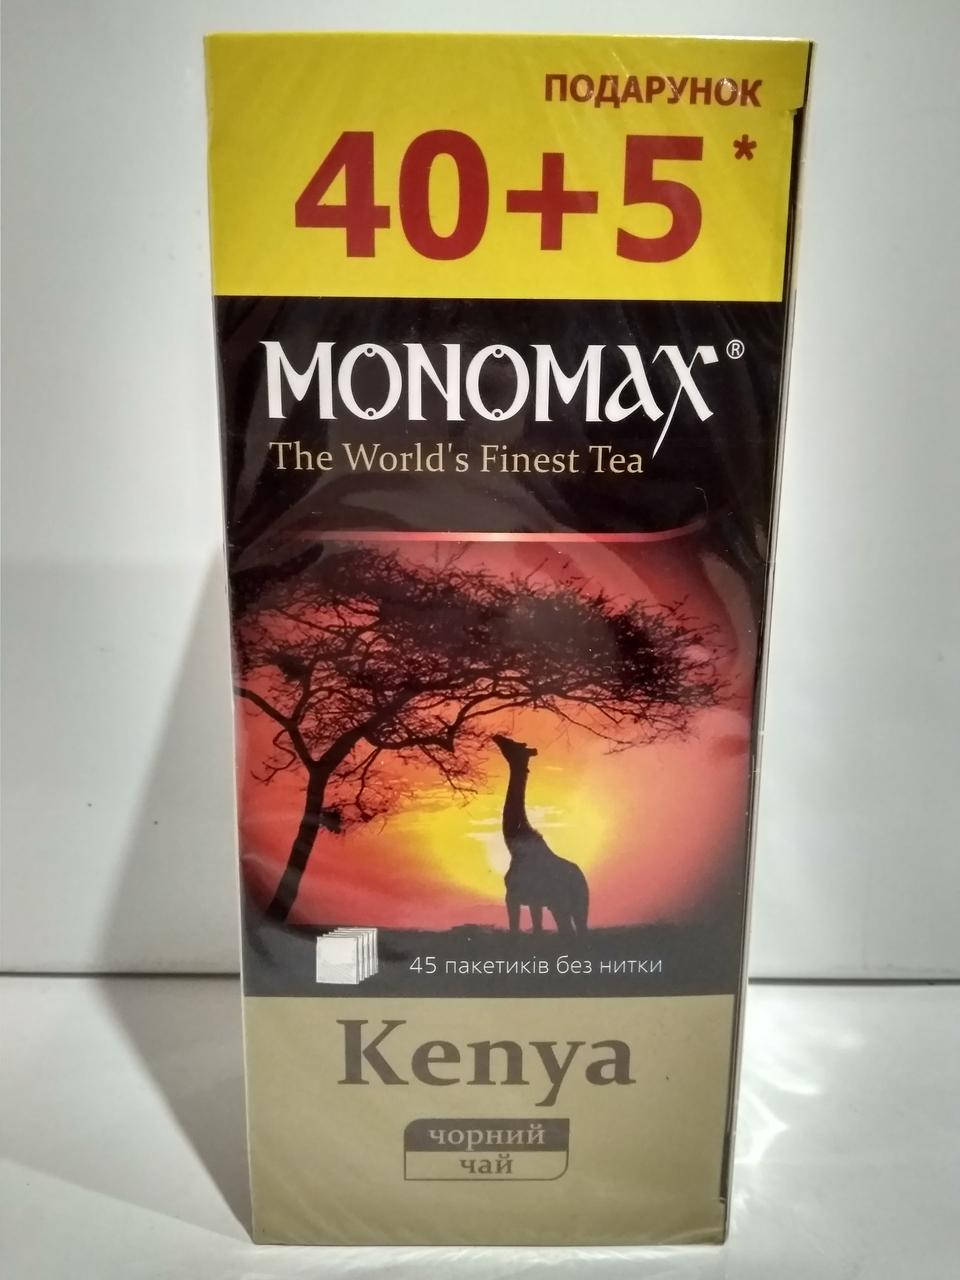 ПОДАРУНОК
40+5*
MONOMAX®
The World's Finest Tea
45 пакетиків без нитки
Kenya
чорний
чай